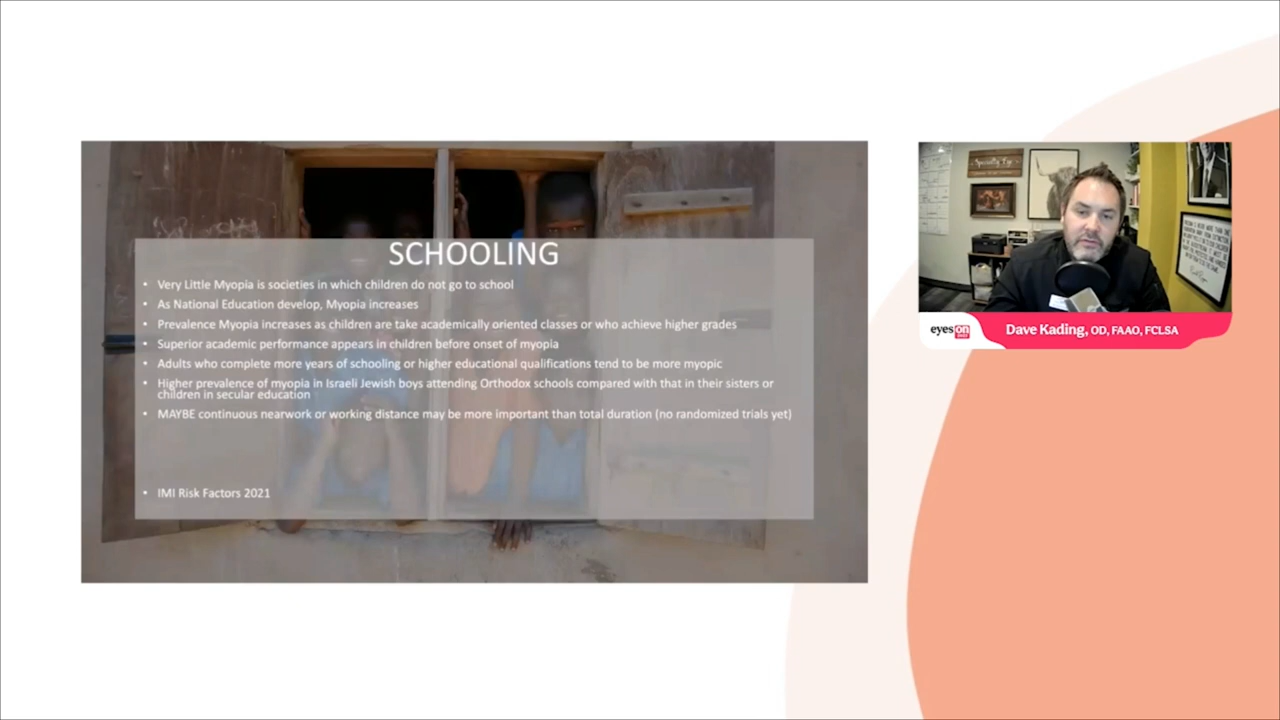 SCHOOLING
• Very Little Myopia is societies in which children do not go to school
• As National Education develop, Myopia increases
• Prevalence Myopia increases as children are take academically oriented classes or who achieve higher grades
• Superior academic performance appears in children before onset of myopia
• Adults who complete more years of schooling or higher educational qualifications tend to be more myopic
• Higher prevalence of myopia in Israeli Jewish boys attending Orthodox schools compared with that in their sisters or
children in secular education
• MAYBE continuous nearwork or working distance may be more important than total duration (no randomized trials yet)
• IMI Risk Factors 2021
Specialty Eye
eyes on
Dave Kading, OD, FAAO, FCLSA